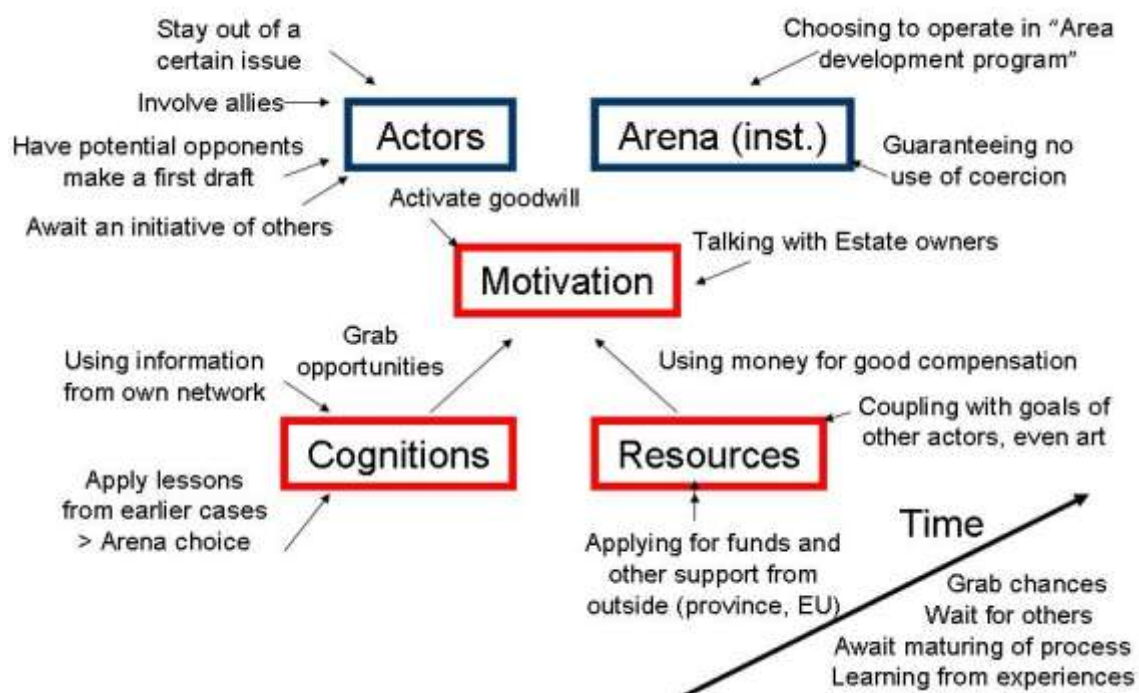 Stay out of a
certain issue
Involve allies
Have potential opponents
make a first draft
Await an initiative of others
Actors
Choosing to operate in “Area
development program”
Arena (inst.)
Guaranteeing no
use of coercion
Activate goodwill
Motivation
Talking with Estate owners
Using information
from own network
Grab
opportunities
Using money for good compensation
Cognitions
Resources
Coupling with goals of
other actors, even art
Apply lessons
from earlier cases
> Arena choice
Applying for funds and
other support from
outside (province, EU)
Time
Grab chances
Wait for others
Await maturing of process
Learning from experiences